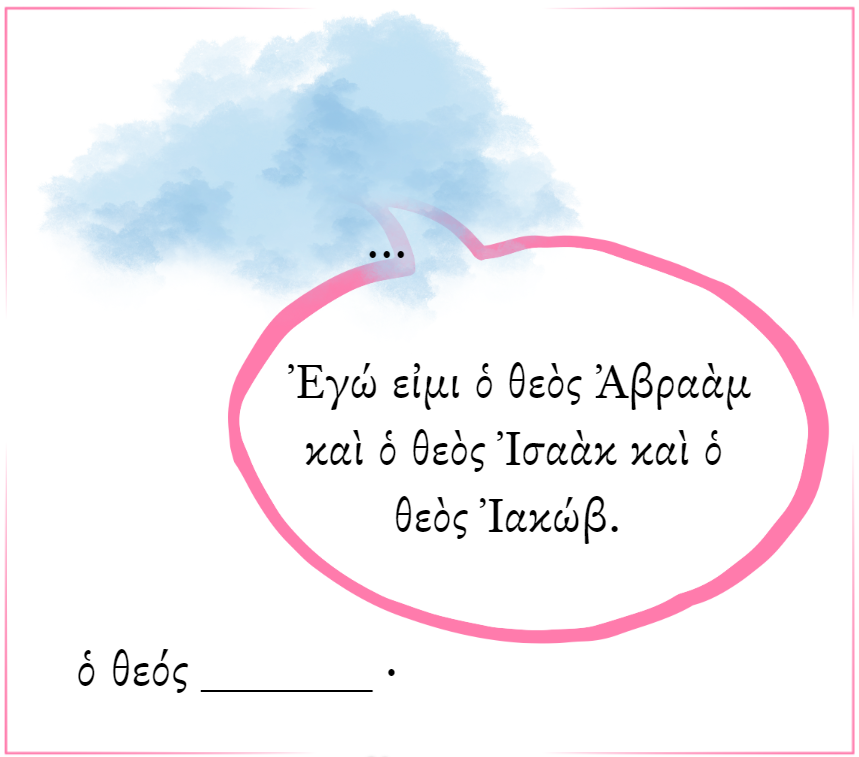 ...
Ἐγώ εἰμι ὁ θεὸς Ἀβραὰμ
καὶ ὁ θεὸς Ἰσαὰκ καὶ ὁ
θεὸς Ἰακώβ.
ὁ θεός ________ ·